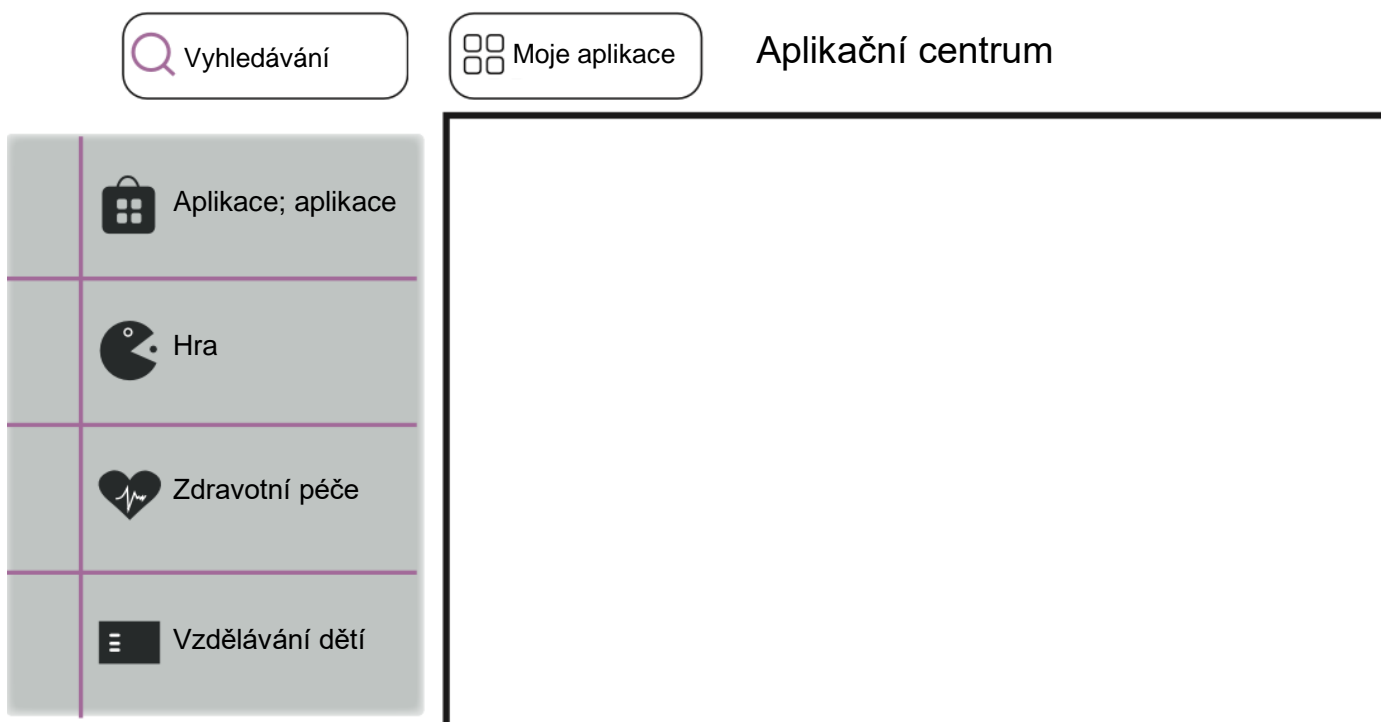 Vyhledávání
Moje aplikace
Aplikační centrum
Aplikace; aplikace
Hra
Zdravotní péče
Vzdělávání dětí